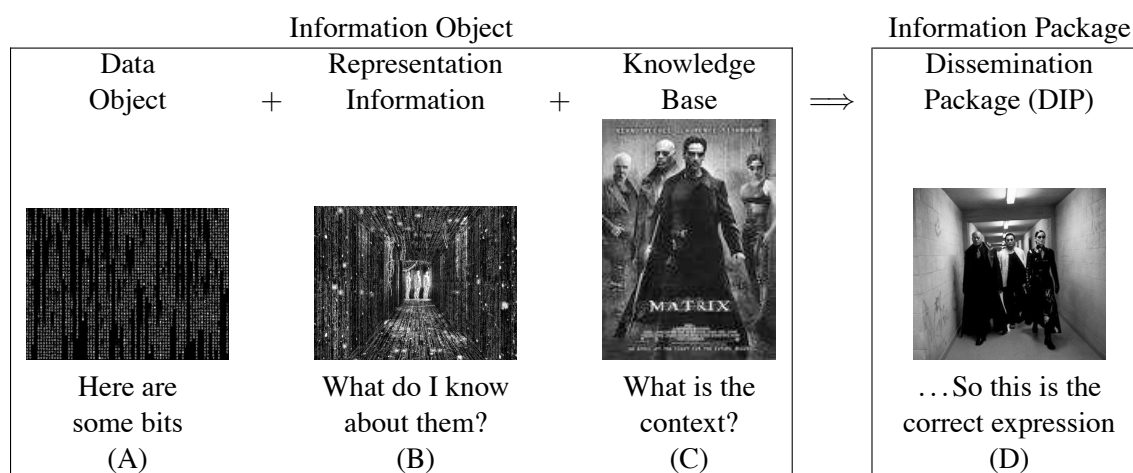 Information Object
Information Package
Data
Object
+
Representation
Information
+
Knowledge
Base
⟹
Dissemination
Package (DIP)
MATRIX
Here are
some bits
(A)
What do I know
about them?
(B)
What is the
context?
(C)
…So this is the
correct expression
(D)